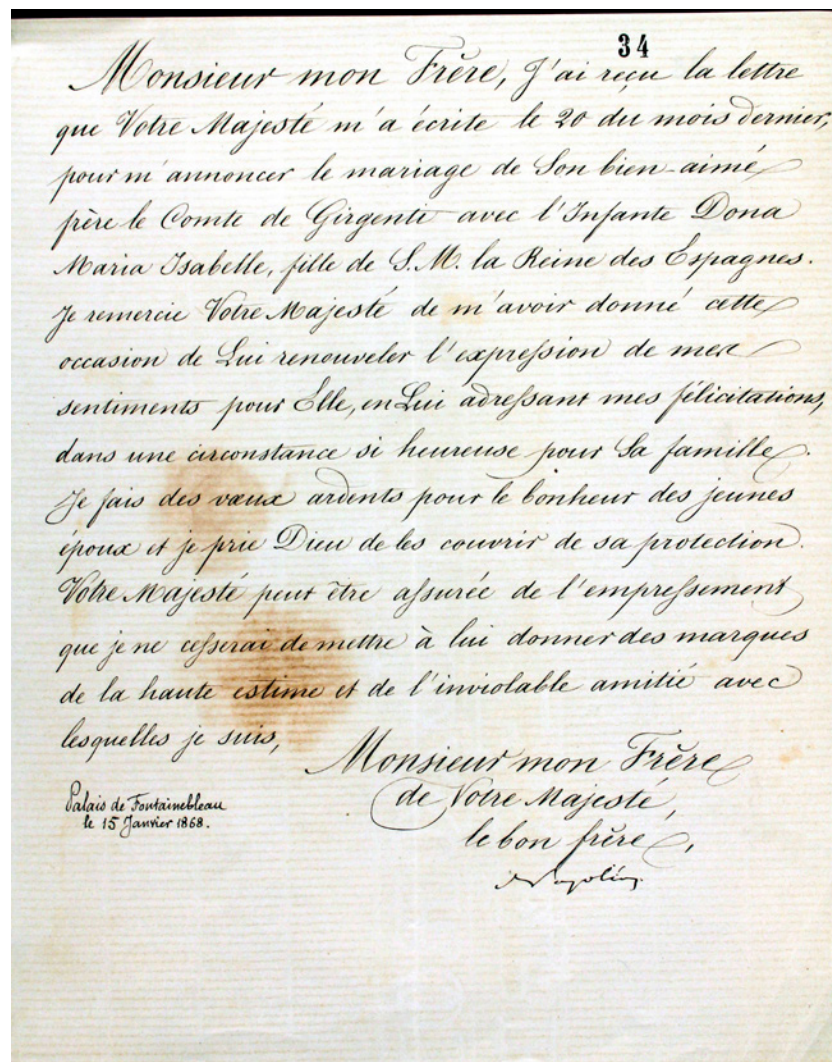 34
Monsieur mon Frère, J'ai reçu la lettre
que Votre Majesté m'a écrite le 20 du mois dernier,
pour m'annoncer le mariage de Son bien-aimé
frère le Comte de Girgenti avec l'Infante Dona
Maria Isabelle, fille de S. M. la Reine des Espagnes.
Je remercie Votre Majesté de m'avoir donné cette
occasion de Lui renouveler l'expression de mes
sentiments pour Elle, en Lui adressant mes félicitations,
dans une circonstance si heureuse pour Sa famille.
Je fais des vœux ardents pour le bonheur des jeunes
époux et je prie Dieu de les couvrir de sa protection.
Votre Majesté peut être assurée de l'empressement
que je ne cesserai de mettre à lui donner des marques
de la haute estime et de l'inviolable amitié avec
lesquelles je suis,
Monsieur mon Frère
de Votre Majesté,
le bon frère,
Napoléon
Palais de Fontainebleau
le 15 Janvier 1868.